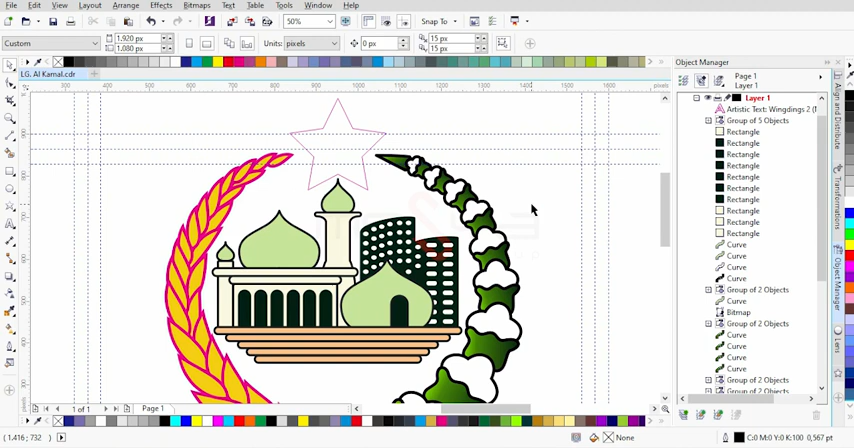 File Edit View Layout Arrange Effects Bitmaps Text Table Tools Window Help
50% Snap To
Custom 1.920 px 1.080 px Units: pixels 0 px 15 px 15 px
LG. Al Kamal.cdr
Object Manager
Page 1
Layer 1
Layer 1
Artistic Text: Wingdings 2 (N
Group of 5 Objects
Rectangle
Rectangle
Rectangle
Rectangle
Rectangle
Rectangle
Rectangle
Rectangle
Rectangle
Rectangle
Curve
Curve
Curve
Curve
Group of 2 Objects
Curve
Bitmap
Group of 2 Objects
Curve
Curve
Curve
Curve
Group of 2 Objects
Group of 2 Objects
Align and Distribute
Transformations
Object Manager
Lens
300 400 500 600 700 800 900 1000 1100 1200 1300 1400 1500 1600 pixels
1 of 1 Page 1
( 1.416 ; 732 ) None C:0 M:0 Y:0 K:100 0,567 pt